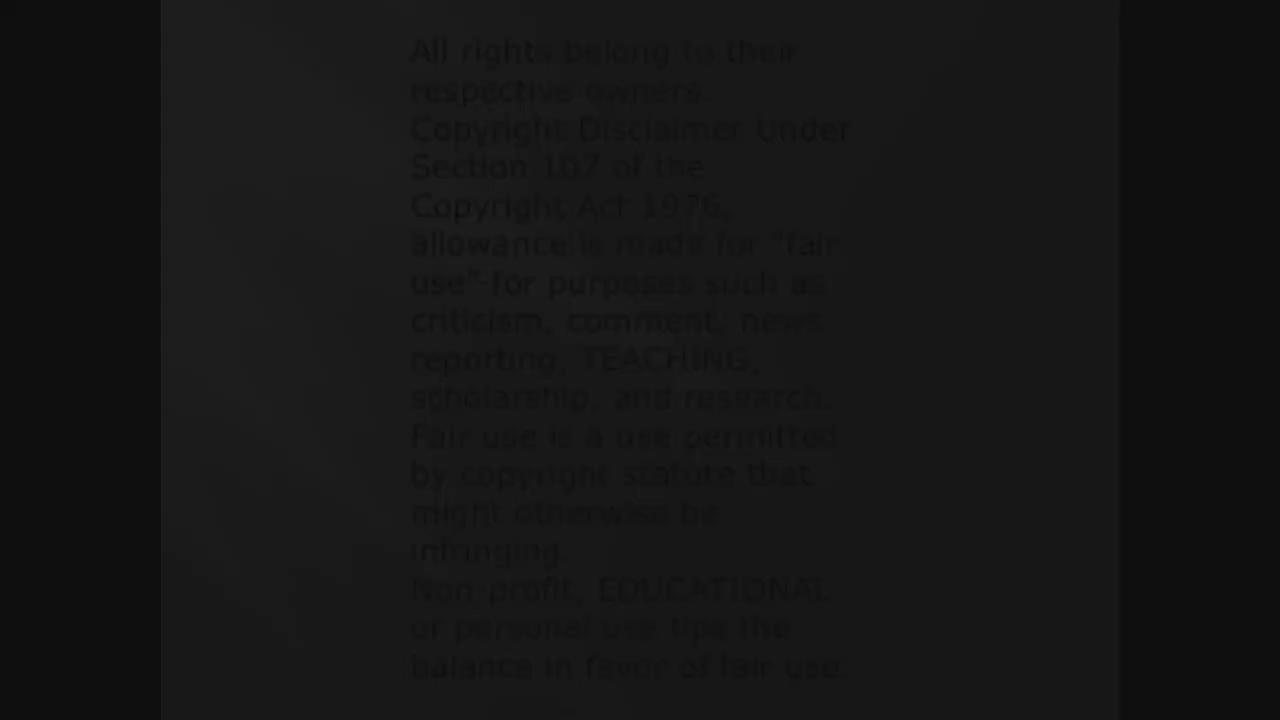 All rights belong to their
respective owners.
Copyright Disclaimer Under
Section 107 of the
Copyright Act 1976,
allowance is made for "fair
use" for purposes such as
criticism, comment, news
reporting, TEACHING,
scholarship, and research.
Fair use is a use permitted
by copyright statute that
might otherwise be
infringing.
Non-profit, EDUCATIONAL
or personal use tips the
balance in favor of fair use.